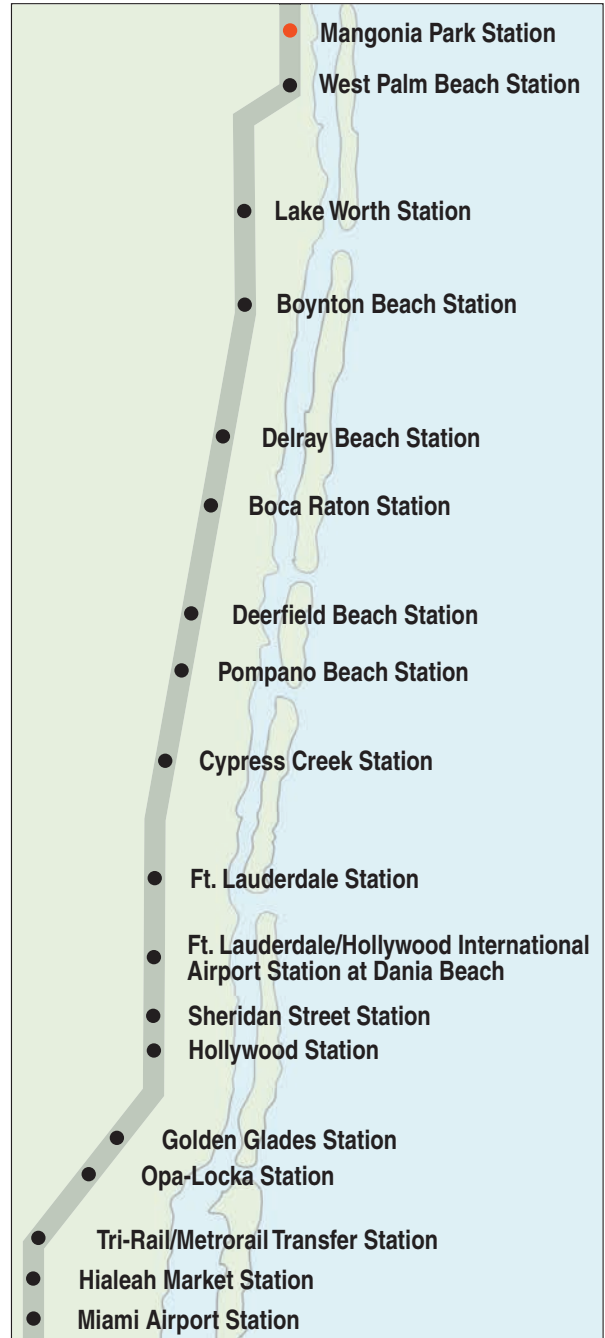 Mangonia Park Station
West Palm Beach Station
Lake Worth Station
Boynton Beach Station
Delray Beach Station
Boca Raton Station
Deerfield Beach Station
Pompano Beach Station
Cypress Creek Station
Ft. Lauderdale Station
Ft. Lauderdale/Hollywood International
Airport Station at Dania Beach
Sheridan Street Station
Hollywood Station
Golden Glades Station
Opa-Locka Station
Tri-Rail/Metrorail Transfer Station
Hialeah Market Station
Miami Airport Station